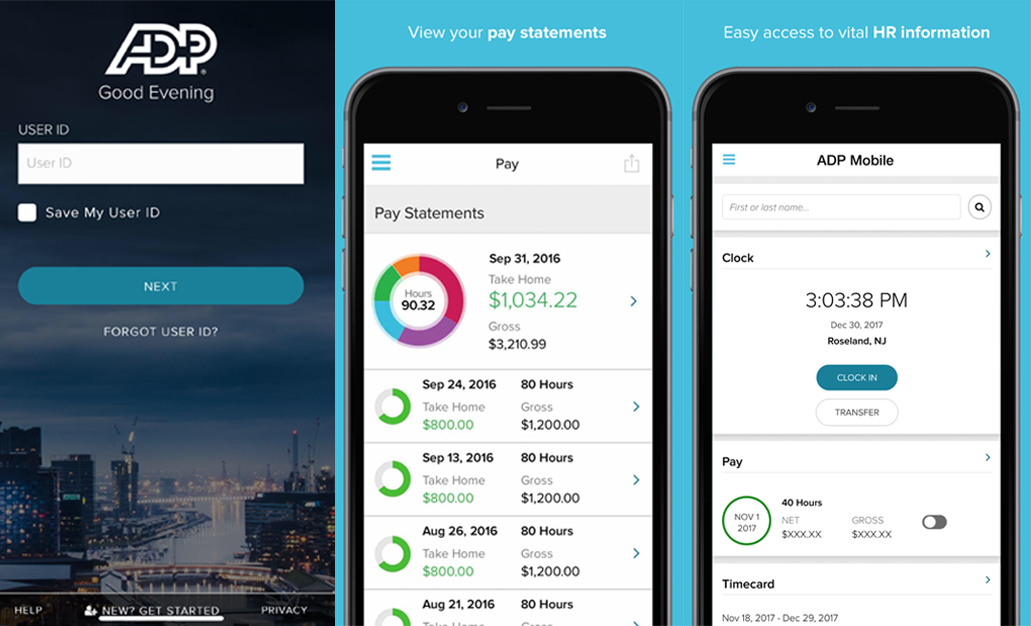 ADP
Good Evening
USER ID
User ID
Save My User ID
NEXT
FORGOT USER ID?
HELP
NEW? GET STARTED
PRIVACY
View your pay statements
Pay
Pay Statements
Hours
90.32
Sep 31, 2016
Take Home
$1,034.22
Gross
$3,210.99
Sep 24, 2016 80 Hours
Take Home Gross
$800.00 $1,200.00
Sep 13, 2016 80 Hours
Take Home Gross
$800.00 $1,200.00
Aug 26, 2016 80 Hours
Take Home Gross
$800.00 $1,200.00
Aug 21, 2016 80 Hours
Take Home Gross
Easy access to vital HR information
ADP Mobile
First or last name...
Clock
3:03:38 PM
Dec 30, 2017
Roseland, NJ
CLOCK IN
TRANSFER
Pay
NOV 1
2017
40 Hours
NET GROSS
$XXX.XX $XXX.XX
Timecard
Nov 18, 2017 - Dec 29, 2017